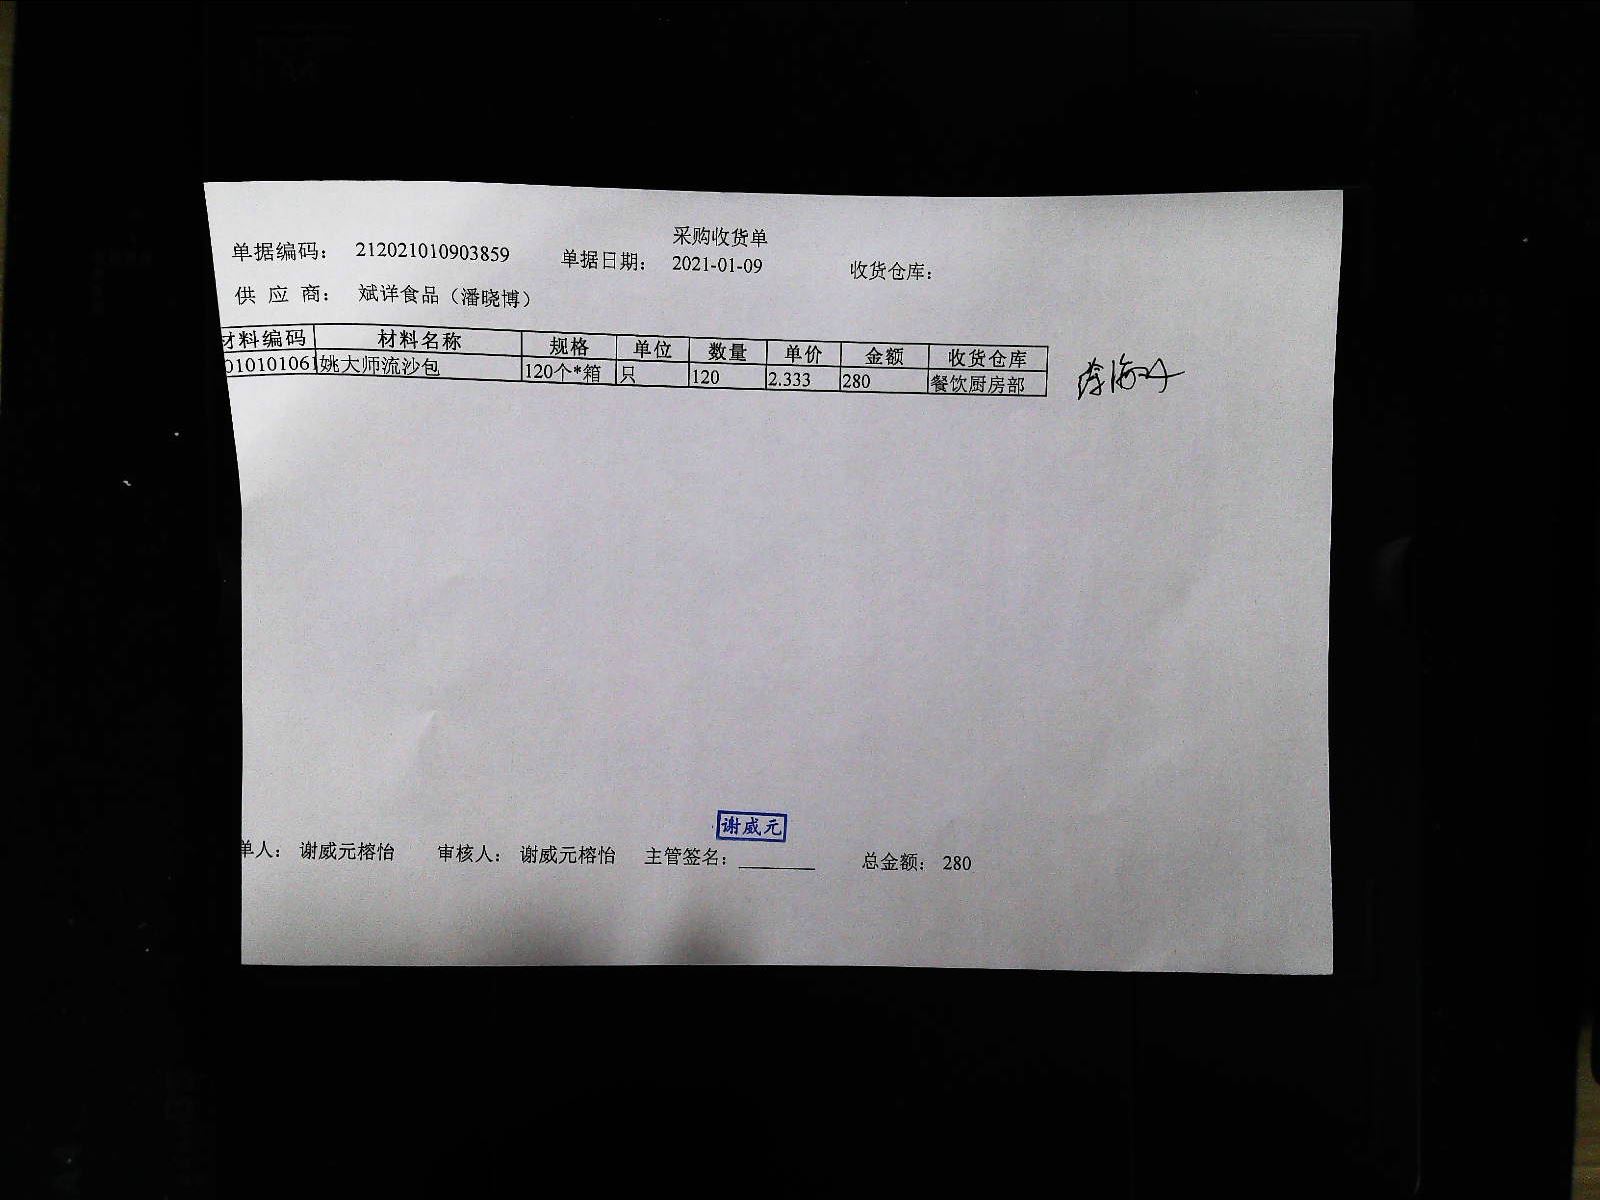 采购收货单
单据编码： 212021010903859 单据日期： 2021-01-09 收货仓库：
供 应 商： 斌详食品（潘晓博）
材料编码 材料名称 规格 单位 数量 单价 金额 收货仓库
010101061 姚大师流沙包 120个*箱 只 120 2.333 280 餐饮厨房部
谢威元
单人： 谢威元榕怡 审核人： 谢威元榕怡 主管签名： 总金额： 280